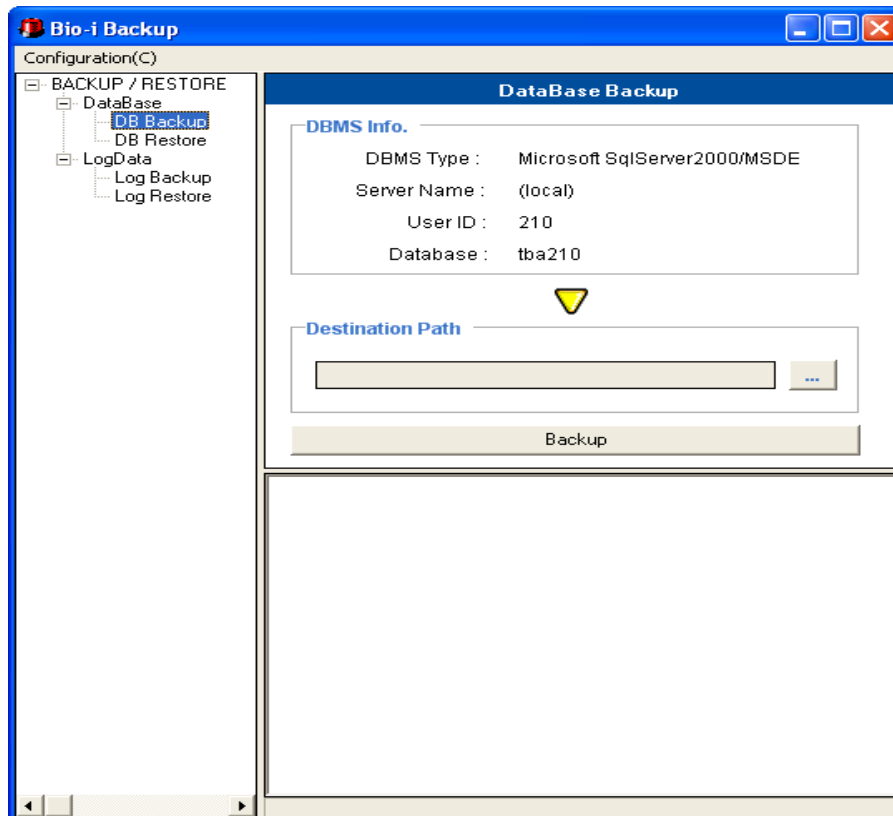 Bio-i Backup
Configuration(C)
BACKUP / RESTORE
DataBase
DB Backup
DB Restore
LogData
Log Backup
Log Restore
DataBase Backup
DBMS Info.
DBMS Type : Microsoft SqlServer2000/MSDE
Server Name : (local)
User ID : 210
Database : tba210
Destination Path
...
Backup